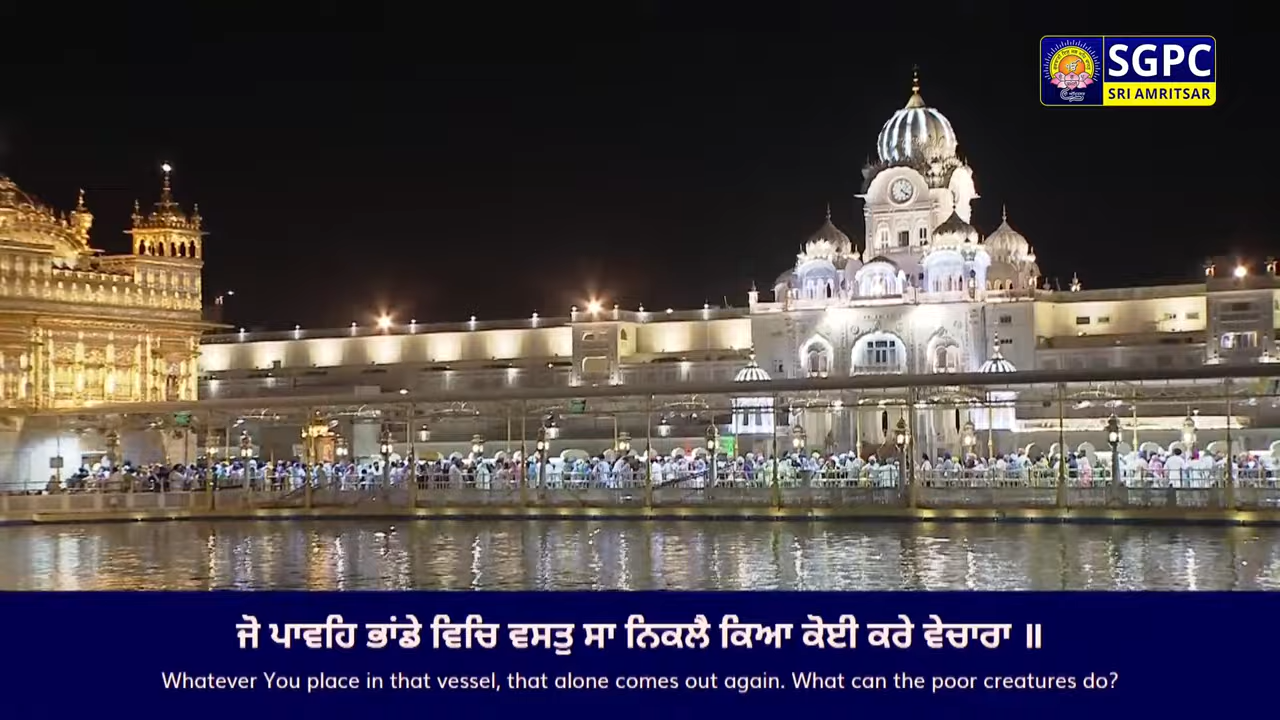 SGPC
SRI AMRITSAR
ਜੋ ਪਾਵਹਿ ਭਾਂਡੇ ਵਿਚਿ ਵਸਤੁ ਸਾ ਨਿਕਲੈ ਕਿਆ ਕੋਈ ਕਰੇ ਵੇਚਾਰਾ ॥
Whatever You place in that vessel, that alone comes out again. What can the poor creatures do?